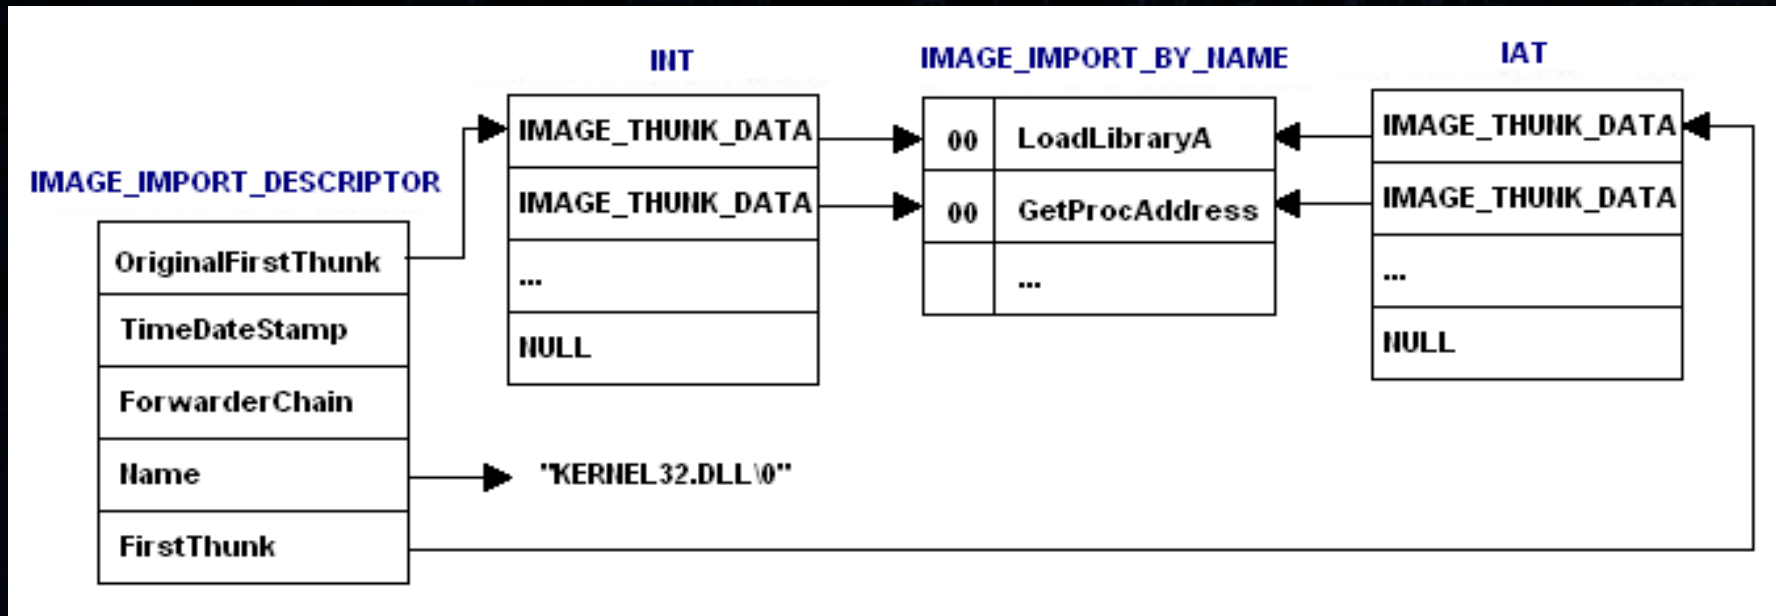 INT
IMAGE_IMPORT_BY_NAME
IAT
IMAGE_IMPORT_DESCRIPTOR
OriginalFirstThunk
TimeDateStamp
ForwarderChain
Name
FirstThunk
IMAGE_THUNK_DATA
IMAGE_THUNK_DATA
...
NULL
"KERNEL32.DLL\0"
00 LoadLibraryA
00 GetProcAddress
...
IMAGE_THUNK_DATA
IMAGE_THUNK_DATA
...
NULL